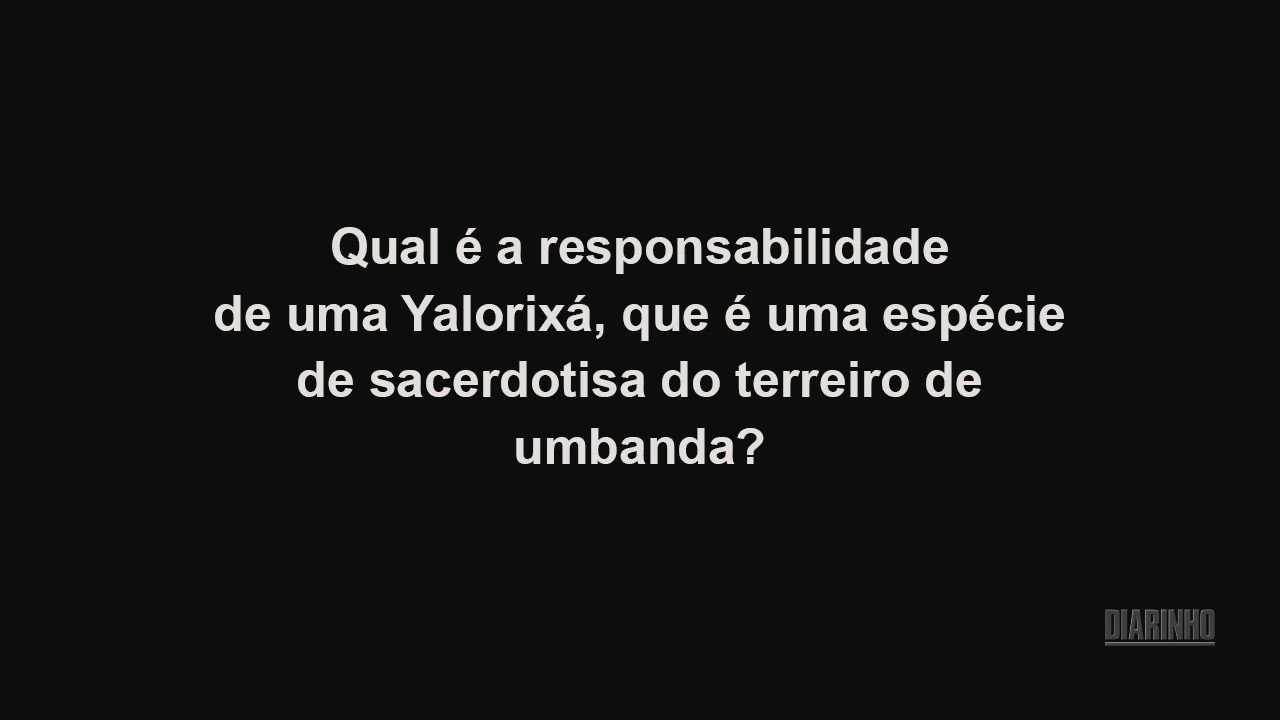 Qual é a responsabilidade
de uma Yalorixá, que é uma espécie
de sacerdotisa do terreiro de
umbanda?
DIARINHO